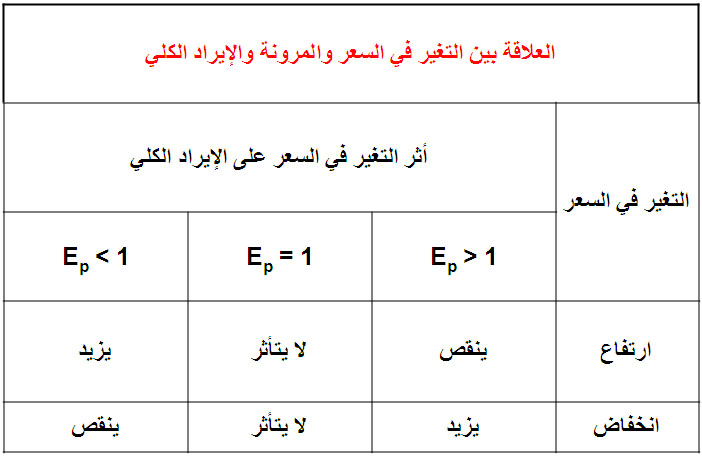 العلاقة بين التغير في السعر والمرونة والإيراد الكلي
التغير في السعر
أثر التغير في السعر على الإيراد الكلي
Ep > 1
Ep = 1
Ep < 1
ارتفاع
ينقص
لا يتأثر
يزيد
انخفاض
يزيد
لا يتأثر
ينقص